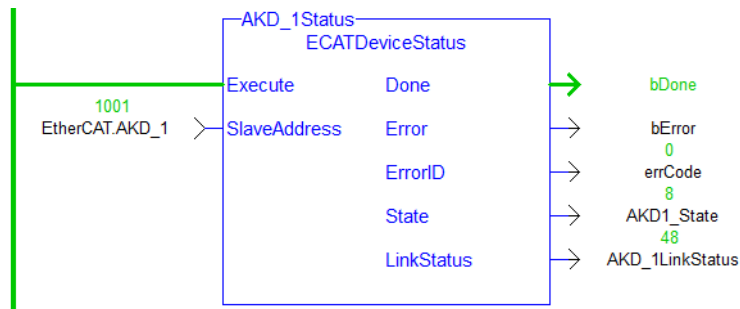 AKD_1Status
ECATDeviceStatus
Execute Done bDone
1001
EtherCAT.AKD_1 SlaveAddress Error bError
0
ErrorID errCode
8
State AKD1_State
48
LinkStatus AKD_1LinkStatus